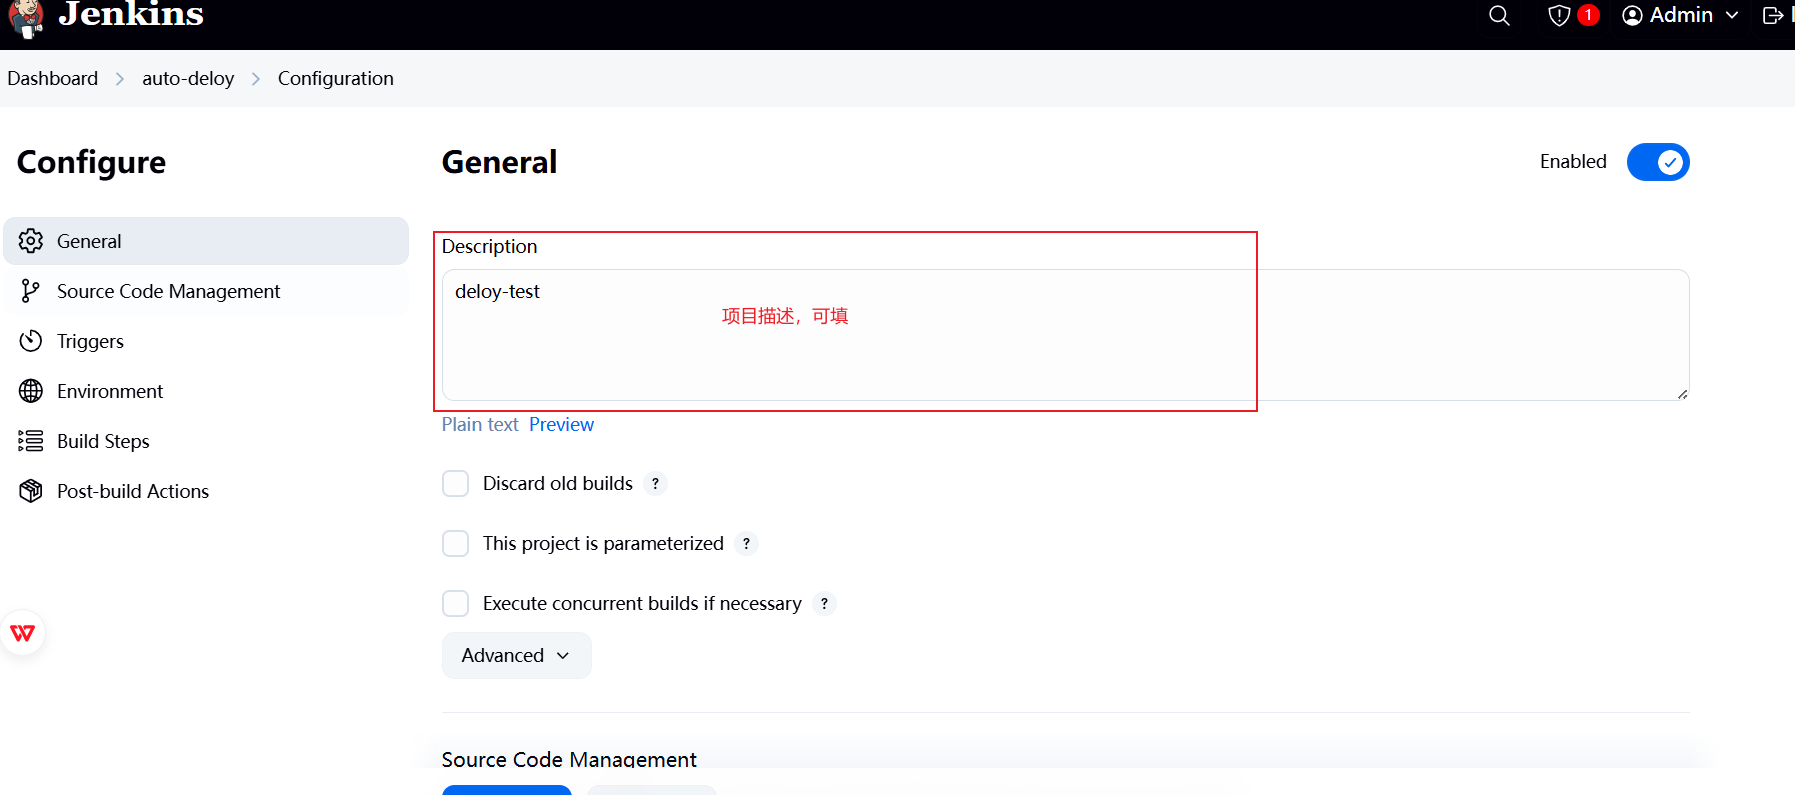 Jenkins
1
Admin
Dashboard > auto-deloy > Configuration
Configure
General
Source Code Management
Triggers
Environment
Build Steps
Post-build Actions
General
Enabled
Description
deloy-test
项目描述，可填
Plain text Preview
Discard old builds ?
This project is parameterized ?
Execute concurrent builds if necessary ?
Advanced
Source Code Management